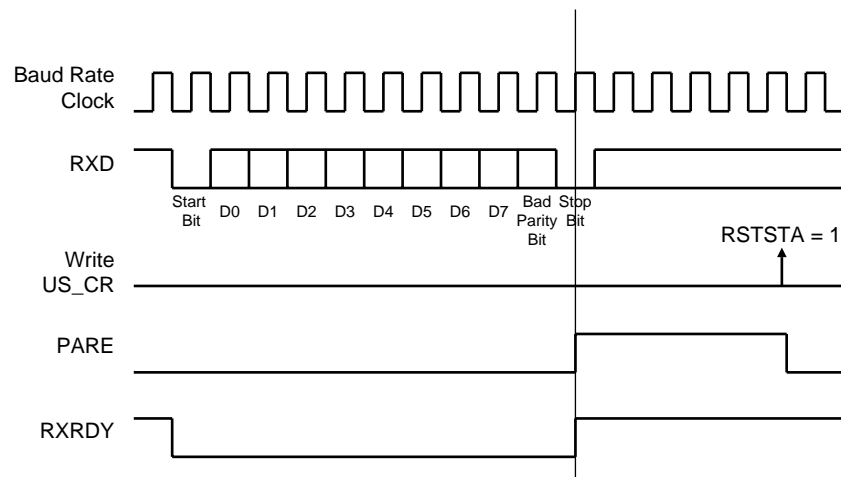 Baud Rate
Clock
RXD
Start
Bit
D0 D1 D2 D3 D4 D5 D6 D7
Bad
Parity
Bit
Stop
Bit
RSTSTA = 1
Write
US_CR
PARE
RXRDY